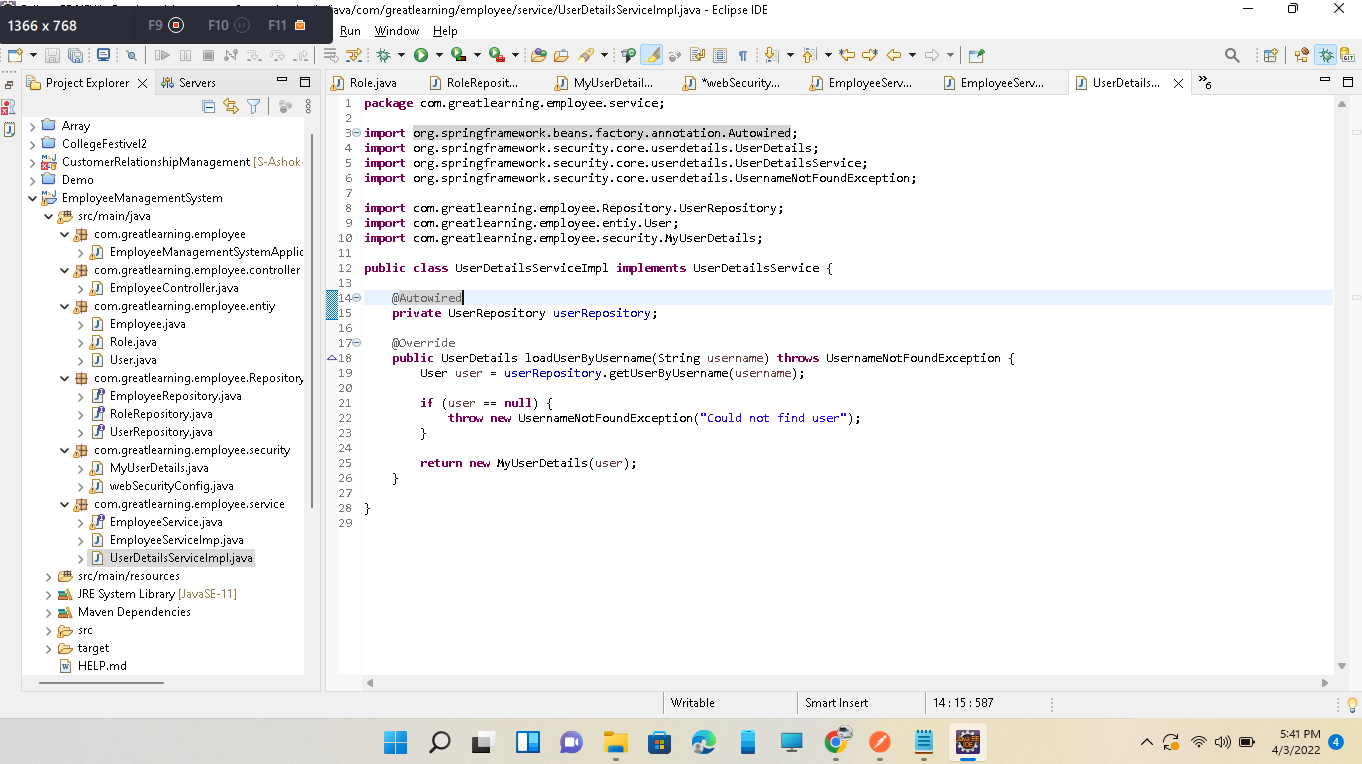 1366 x 768
F9
F10
F11
/java/com/greatlearning/employee/service/UserDetailsServiceImpl.java - Eclipse IDE
Run Window Help
Project Explorer
Servers
Role.java
RoleReposit...
MyUserDetail...
*webSecurity...
EmployeeServ...
EmployeeServ...
UserDetails...
6
Array
CollegeFestivel2
CustomerRelationshipManagement [S-Ashok-
Demo
EmployeeManagementSystem
src/main/java
com.greatlearning.employee
EmployeeManagementSystemApplic
com.greatlearning.employee.controller
EmployeeController.java
com.greatlearning.employee.entiy
Employee.java
Role.java
User.java
com.greatlearning.employee.Repository
EmployeeRepository.java
RoleRepository.java
UserRepository.java
com.greatlearning.employee.security
MyUserDetails.java
webSecurityConfig.java
com.greatlearning.employee.service
EmployeeService.java
EmployeeServiceImp.java
UserDetailsServiceImpl.java
src/main/resources
JRE System Library [JavaSE-11]
Maven Dependencies
src
target
HELP.md
1 package com.greatlearning.employee.service;
2
3 import org.springframework.beans.factory.annotation.Autowired;
4 import org.springframework.security.core.userdetails.UserDetails;
5 import org.springframework.security.core.userdetails.UserDetailsService;
6 import org.springframework.security.core.userdetails.UsernameNotFoundException;
7
8 import com.greatlearning.employee.Repository.UserRepository;
9 import com.greatlearning.employee.entiy.User;
10 import com.greatlearning.employee.security.MyUserDetails;
11
12 public class UserDetailsServiceImpl implements UserDetailsService {
13
14 @Autowired
15 private UserRepository userRepository;
16
17 @Override
18 public UserDetails loadUserByUsername(String username) throws UsernameNotFoundException {
19 User user = userRepository.getUserByUsername(username);
20
21 if (user == null) {
22 throw new UsernameNotFoundException("Could not find user");
23 }
24
25 return new MyUserDetails(user);
26 }
27
28 }
29
Writable
Smart Insert
14 : 15 : 587
5:41 PM
4/3/2022
4